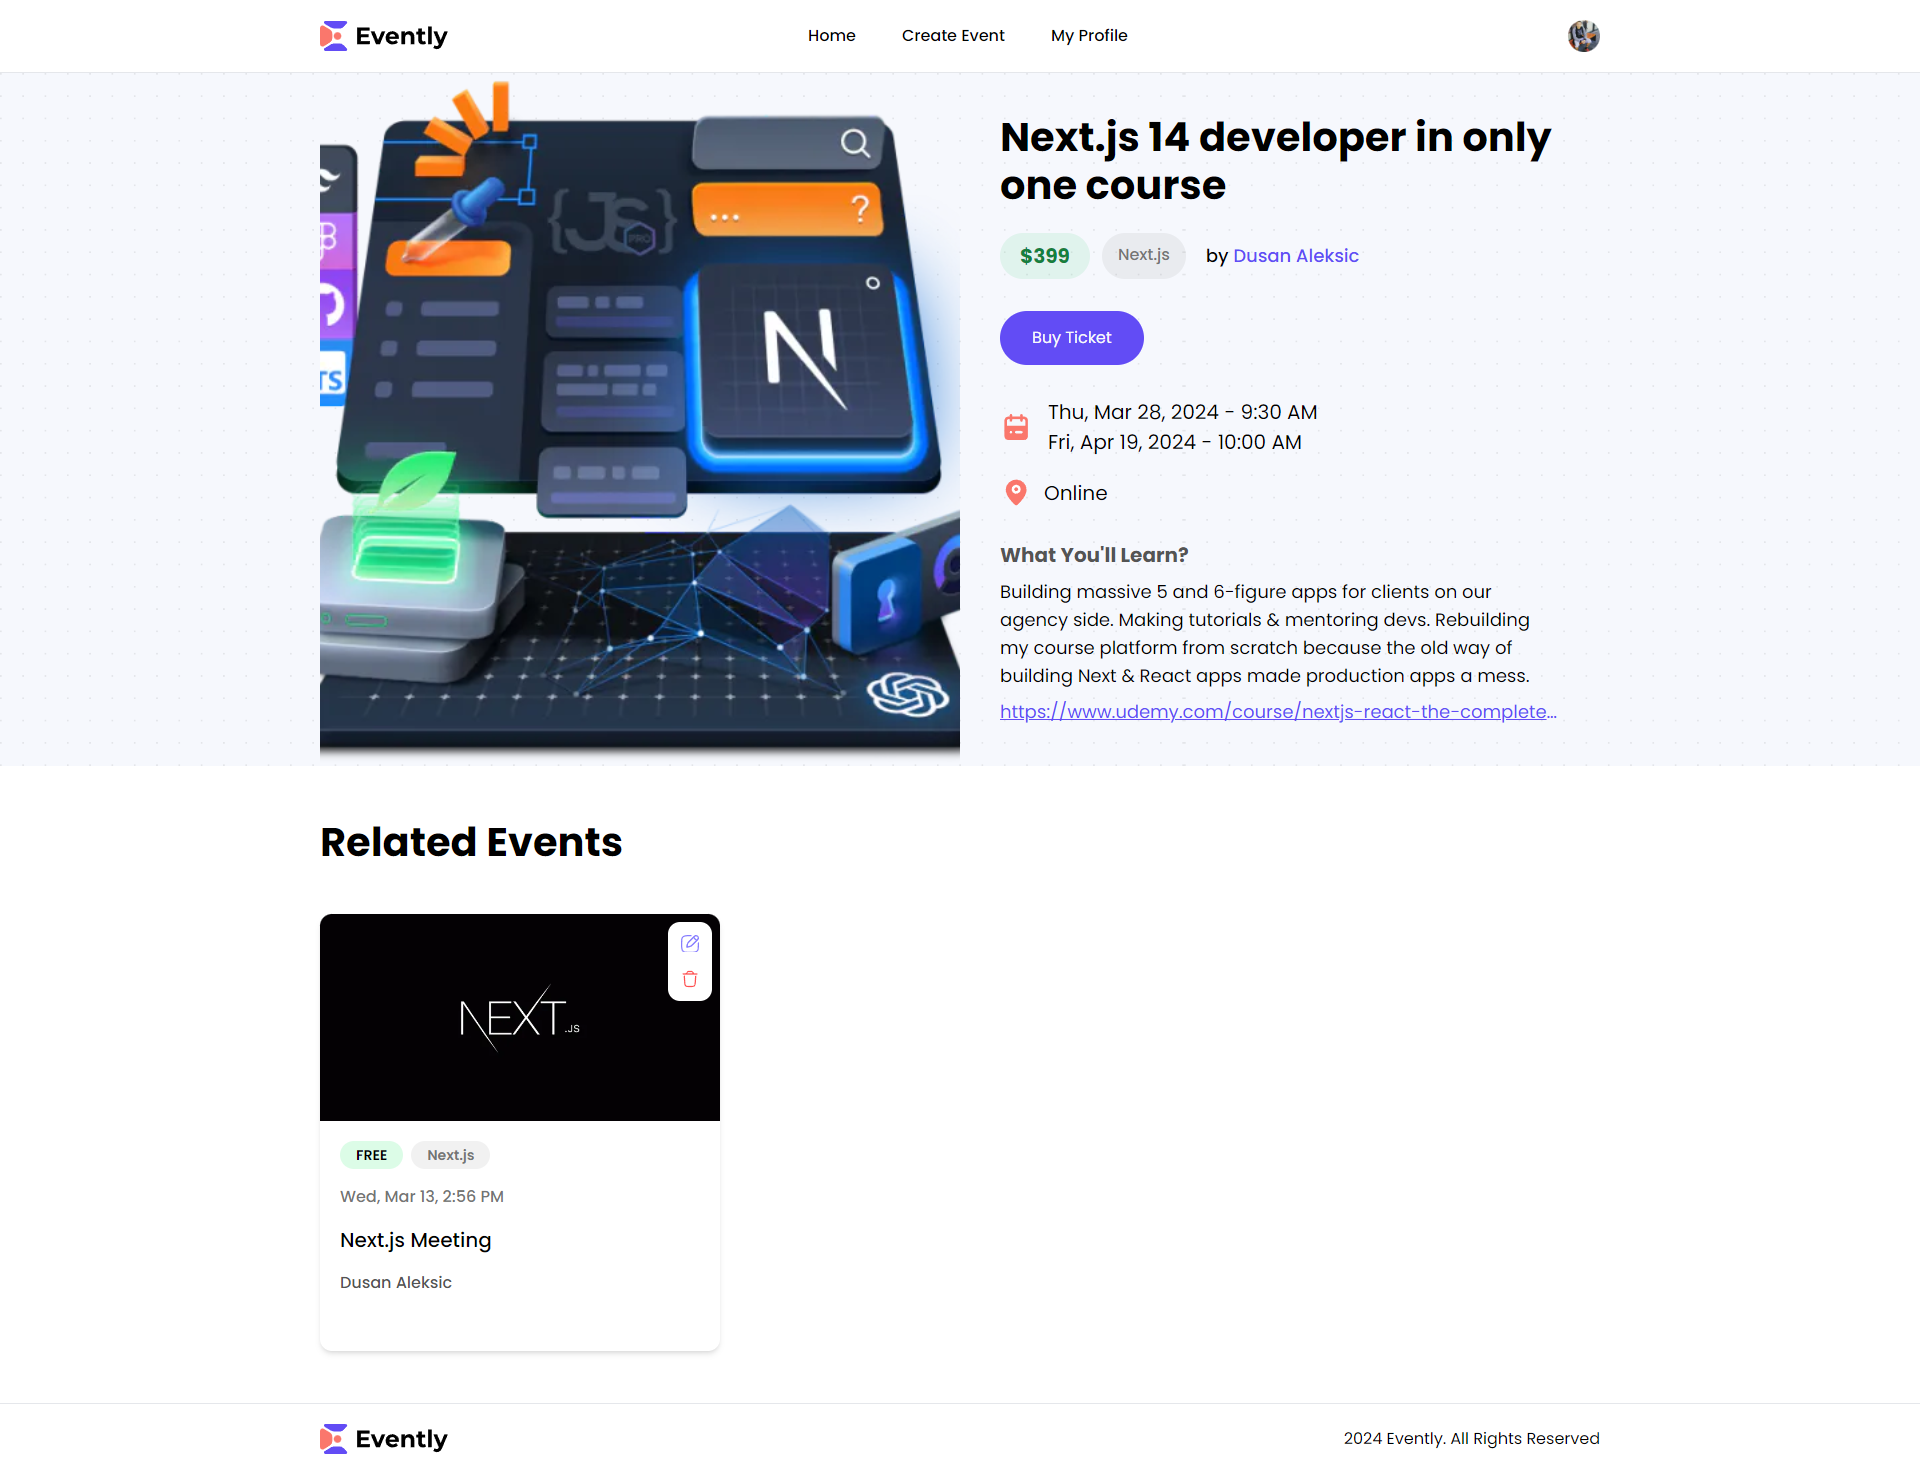 Evently
Home
Create Event
My Profile
{JS}
PRO
...
?
N
TS
Next.js 14 developer in only
one course
$399
Next.js
by Dusan Aleksic
Buy Ticket
Thu, Mar 28, 2024 - 9:30 AM
Fri, Apr 19, 2024 - 10:00 AM
Online
What You'll Learn?
Building massive 5 and 6-figure apps for clients on our
agency side. Making tutorials & mentoring devs. Rebuilding
my course platform from scratch because the old way of
building Next & React apps made production apps a mess.
https://www.udemy.com/course/nextjs-react-the-complete...
Related Events
NEXT.JS
FREE
Next.js
Wed, Mar 13, 2:56 PM
Next.js Meeting
Dusan Aleksic
Evently
2024 Evently. All Rights Reserved